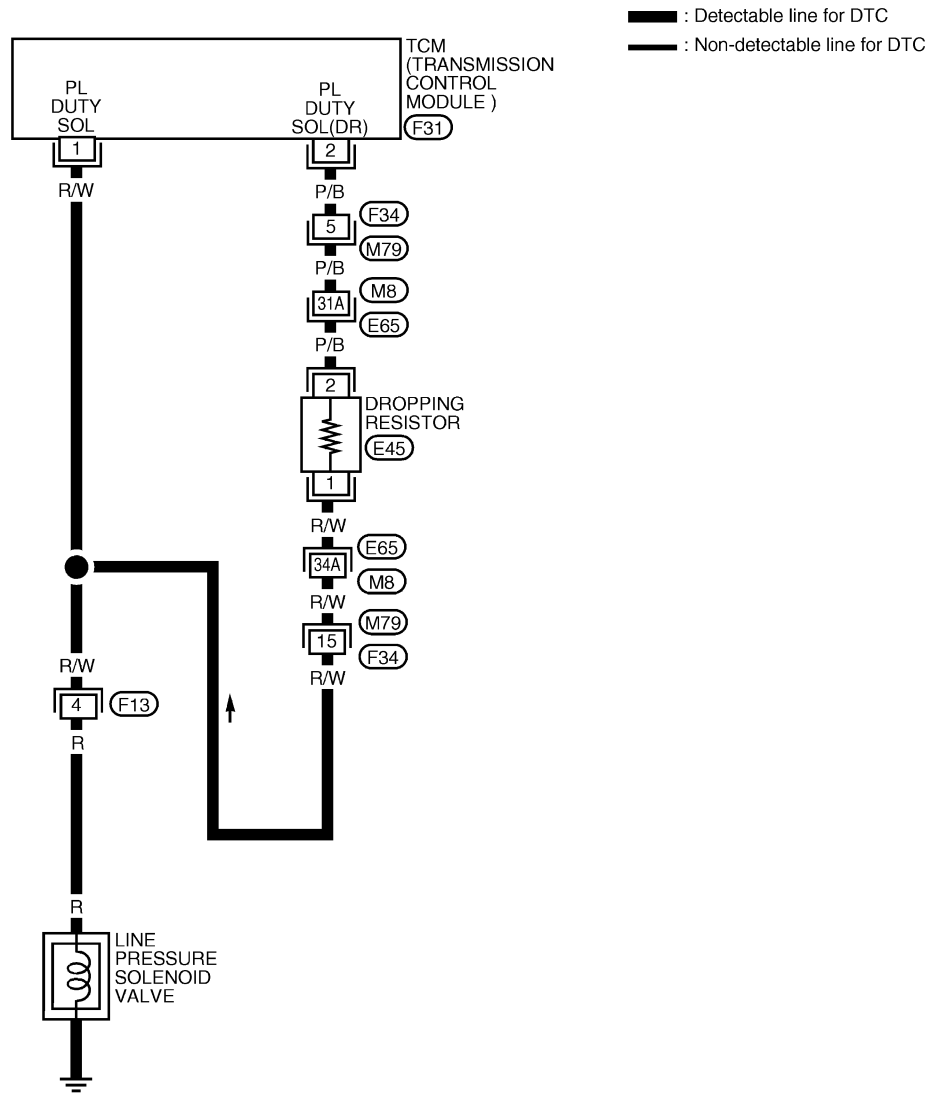 : Detectable line for DTC
: Non-detectable line for DTC
TCM
(TRANSMISSION
CONTROL
MODULE )
F31
PL
DUTY
SOL
PL
DUTY
SOL(DR)
1
2
R/W
P/B
5
F34
M79
P/B
31A
M8
E65
P/B
2
DROPPING
RESISTOR
E45
1
R/W
34A
E65
M8
R/W
15
M79
F34
R/W
R/W
4
F13
R
R
LINE
PRESSURE
SOLENOID
VALVE